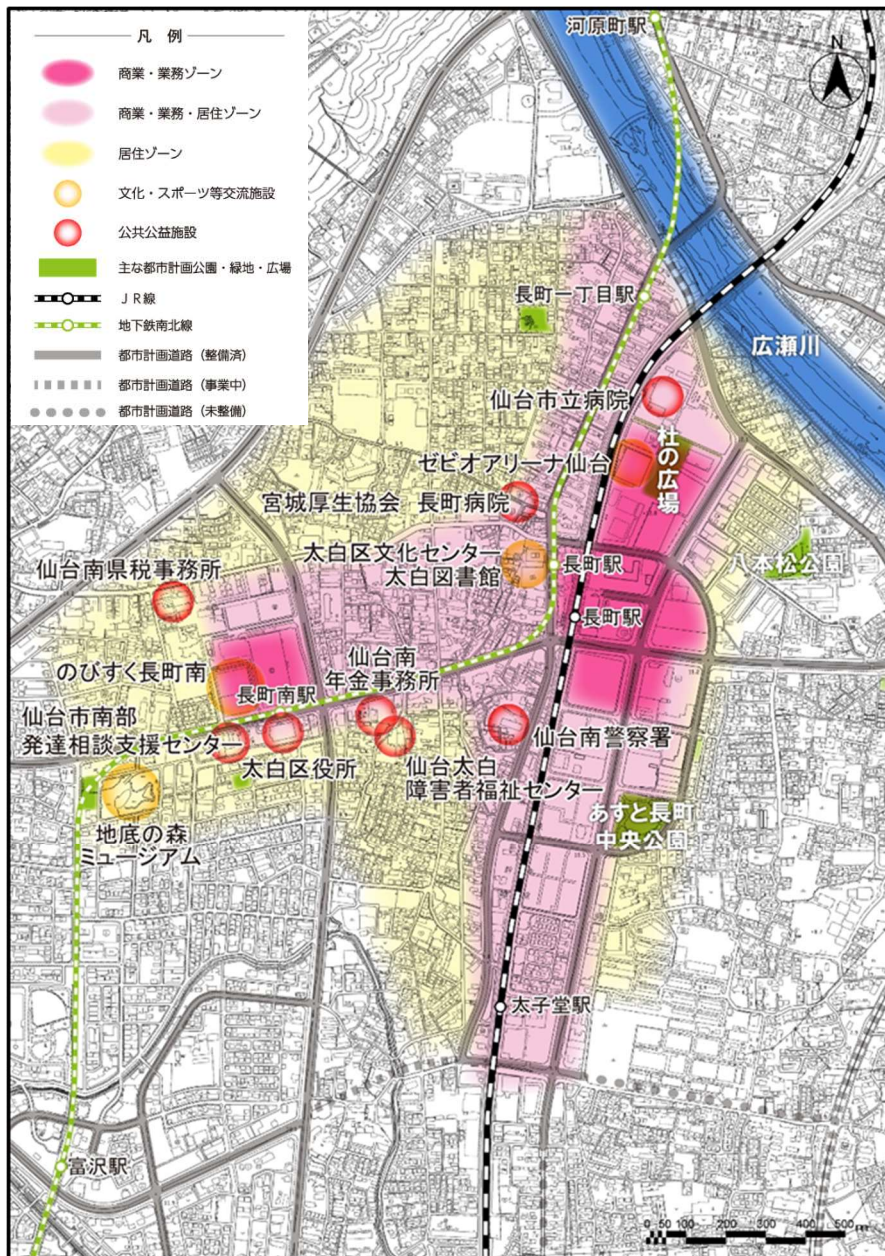 凡 例
商業・業務ゾーン
商業・業務・居住ゾーン
居住ゾーン
文化・スポーツ等交流施設
公共公益施設
主な都市計画公園・緑地・広場
ＪＲ線
地下鉄南北線
都市計画道路（整備済）
都市計画道路（事業中）
都市計画道路（未整備）
河原町駅
N
長町一丁目駅
広瀬川
仙台市立病院
ゼビオアリーナ仙台
杜の広場
宮城厚生協会 長町病院
太白区文化センター
太白図書館
長町駅
八本松公園
仙台南県税事務所
長町駅
のびすく長町南
仙台南
年金事務所
長町南駅
仙台市南部
発達相談支援センター
太白区役所
仙台太白
障害者福祉センター
仙台南警察署
あすと長町
中央公園
地底の森
ミュージアム
太子堂駅
富沢駅
0 50 100 200 300 400 500